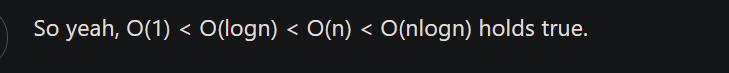 So yeah, O(1) < O(logn) < O(n) < O(nlogn) holds true.